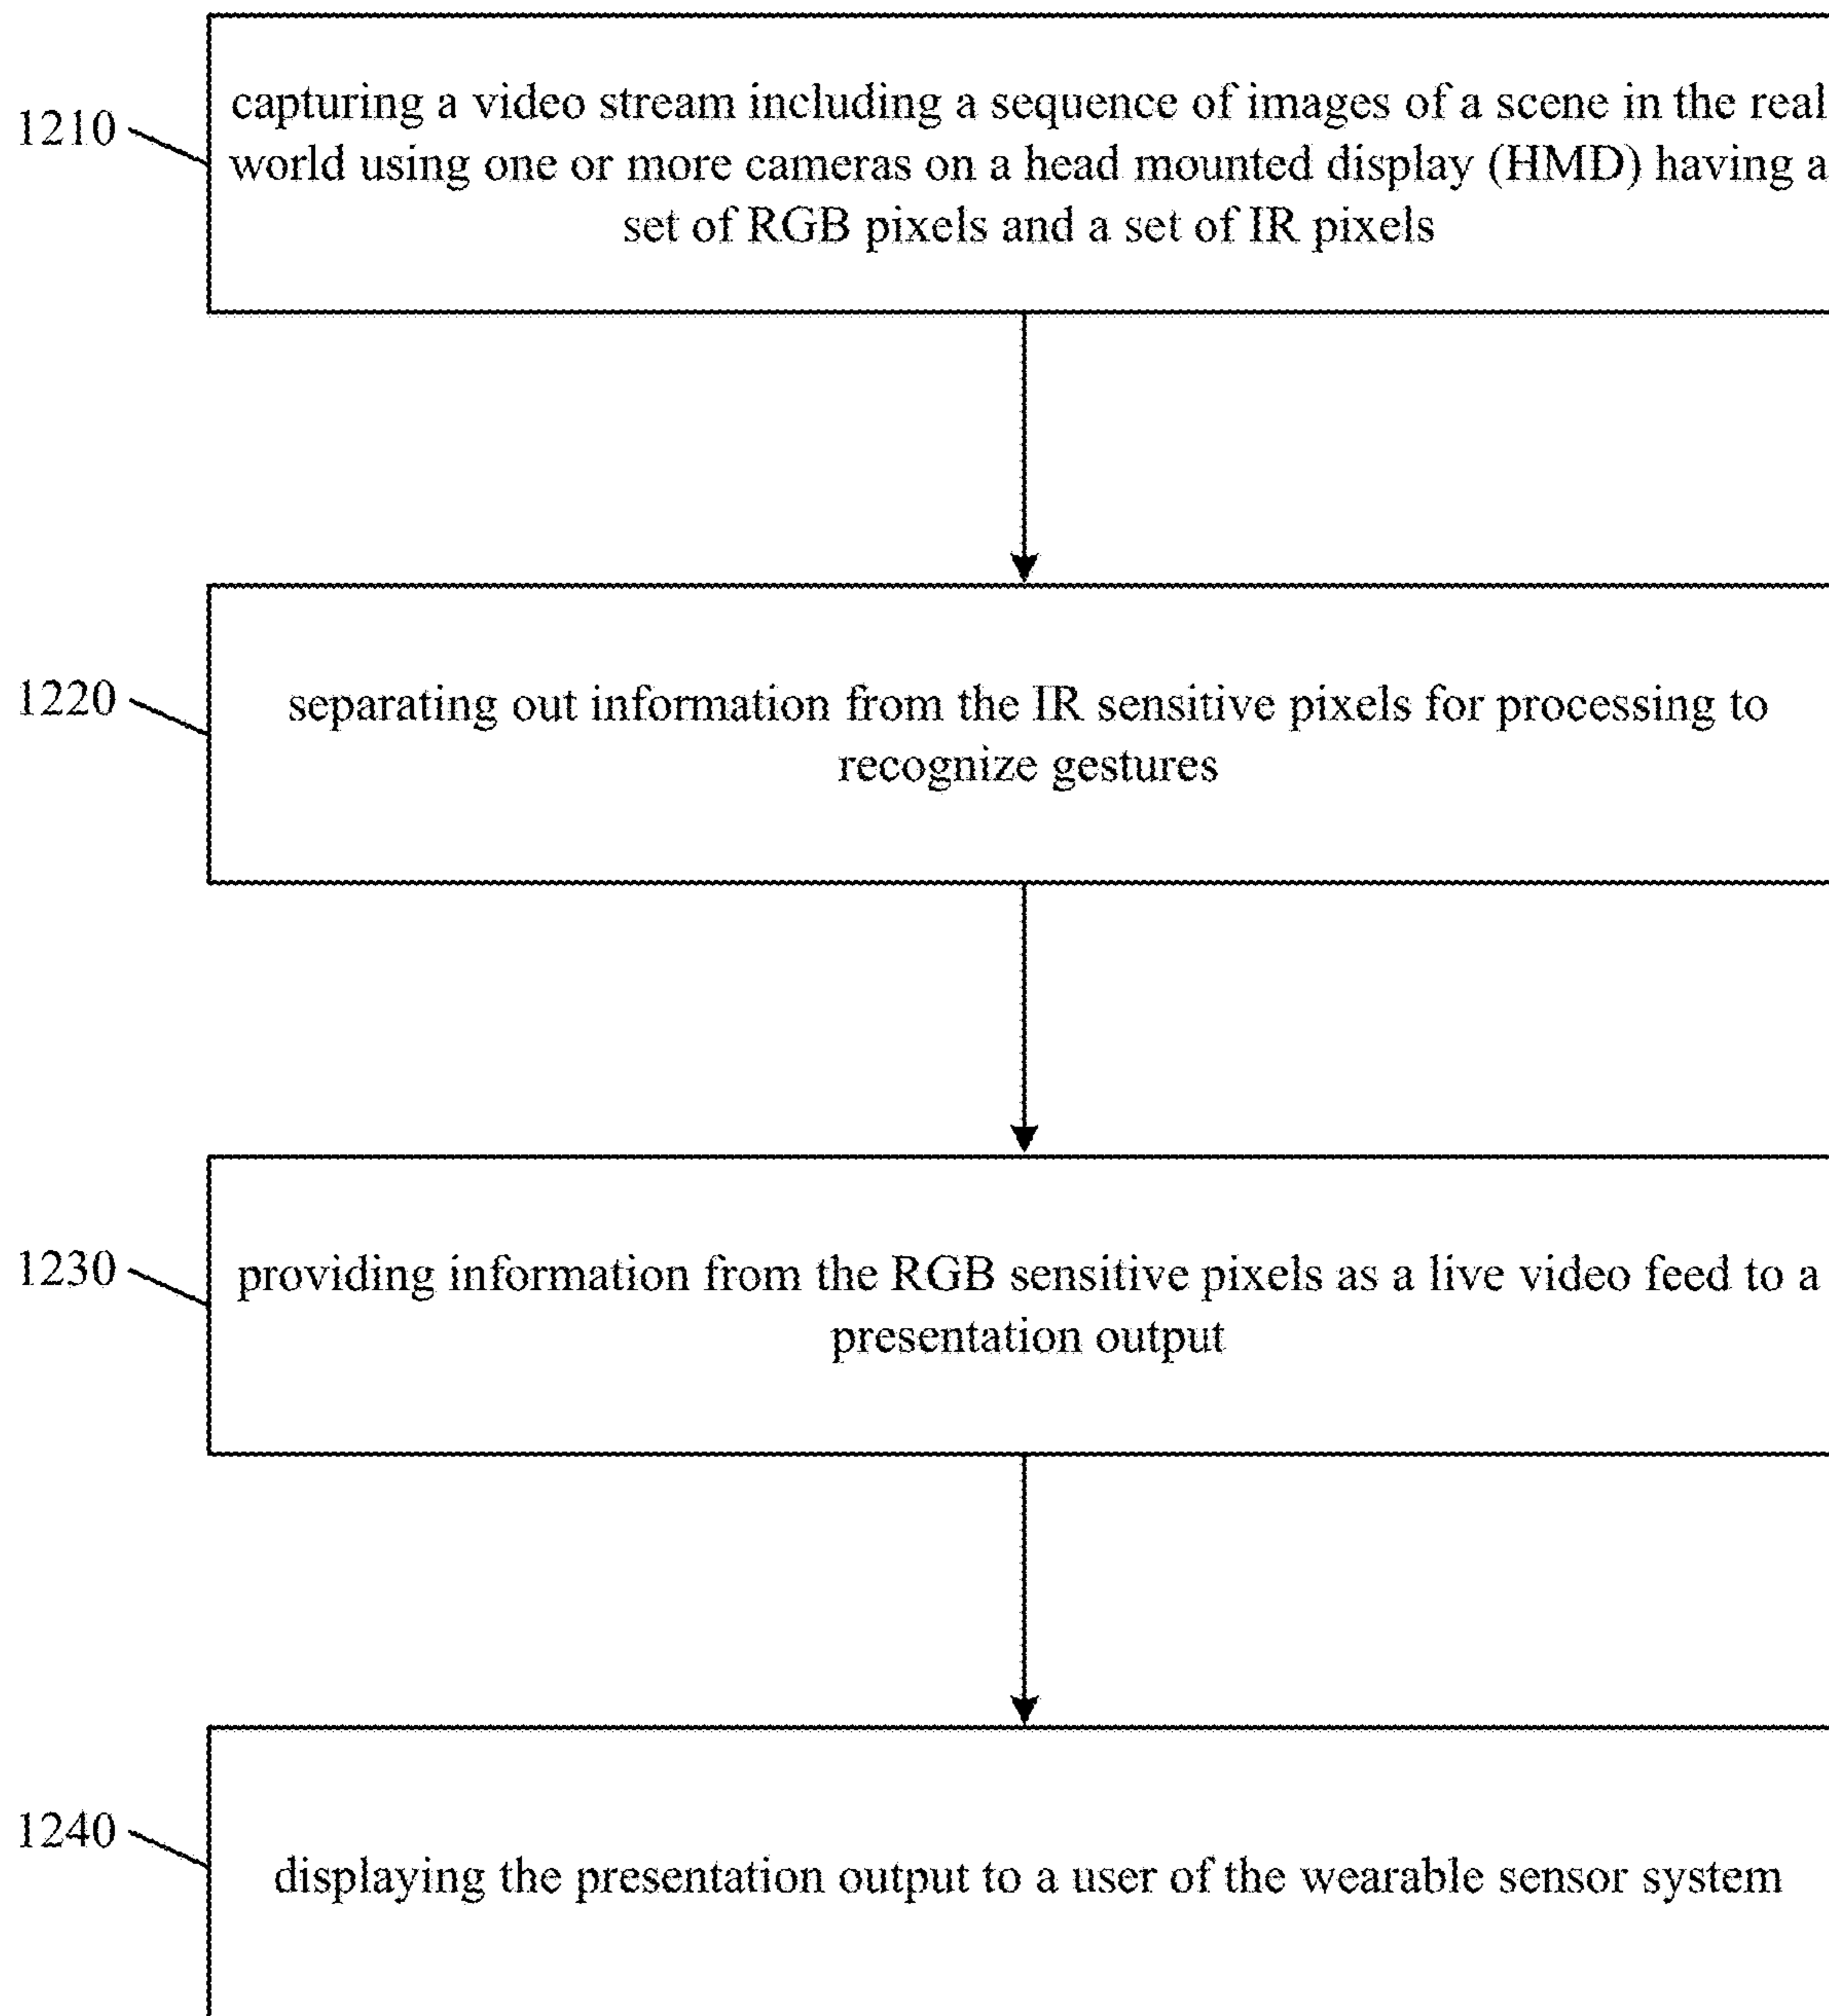 1210
capturing a video stream including a sequence of images of a scene in the real
world using one or more cameras on a head mounted display (HMD) having a
set of RGB pixels and a set of IR pixels
1220
separating out information from the IR sensitive pixels for processing to
recognize gestures
1230
providing information from the RGB sensitive pixels as a live video feed to a
presentation output
1240
displaying the presentation output to a user of the wearable sensor system